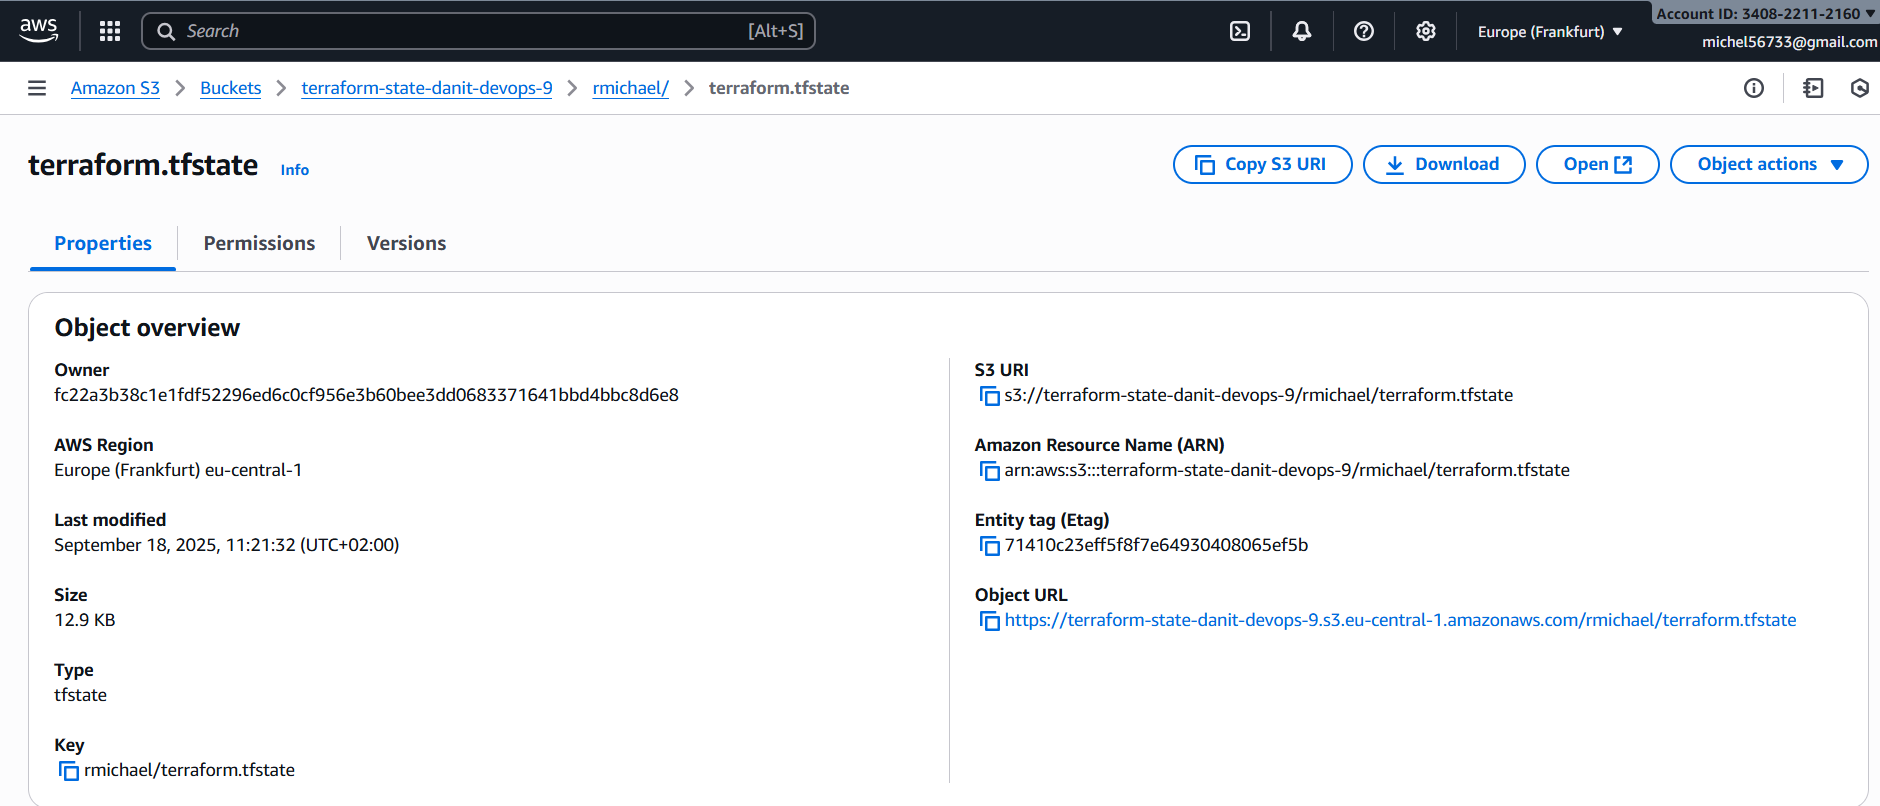 aws
Search
[Alt+S]
Europe (Frankfurt)
Account ID: 3408-2211-2160
michel56733@gmail.com
Amazon S3
Buckets
terraform-state-danit-devops-9
rmichael/
terraform.tfstate
terraform.tfstate Info
Copy S3 URI
Download
Open
Object actions
Properties
Permissions
Versions
Object overview
Owner
fc22a3b38c1e1fdf52296ed6c0cf956e3b60bee3dd0683371641bbd4bbc8d6e8
AWS Region
Europe (Frankfurt) eu-central-1
Last modified
September 18, 2025, 11:21:32 (UTC+02:00)
Size
12.9 KB
Type
tfstate
Key
rmichael/terraform.tfstate
S3 URI
s3://terraform-state-danit-devops-9/rmichael/terraform.tfstate
Amazon Resource Name (ARN)
arn:aws:s3:::terraform-state-danit-devops-9/rmichael/terraform.tfstate
Entity tag (Etag)
71410c23eff5f8f7e64930408065ef5b
Object URL
https://terraform-state-danit-devops-9.s3.eu-central-1.amazonaws.com/rmichael/terraform.tfstate